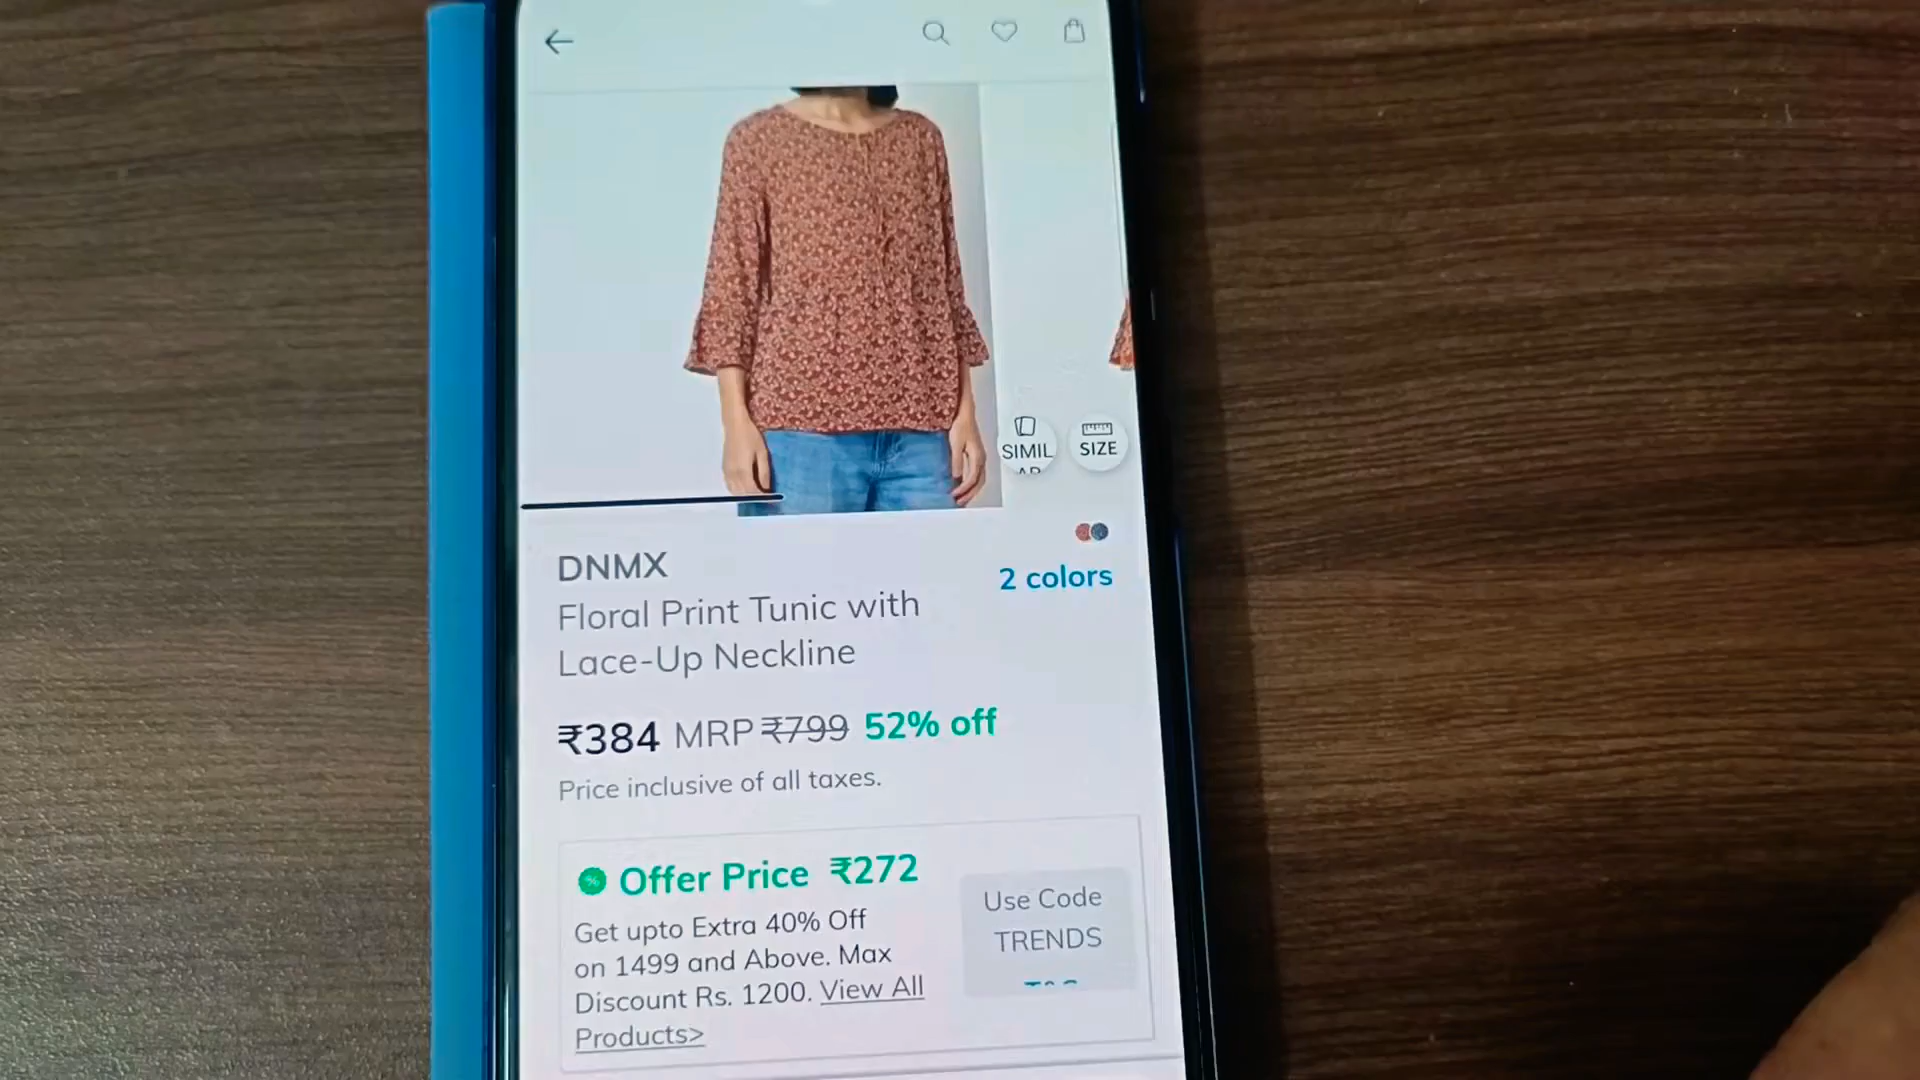 SIMIL
SIZE
DNMX
2 colors
Floral Print Tunic with
Lace-Up Neckline
₹384 MRP ₹799 52% off
Price inclusive of all taxes.
Offer Price ₹272
Get upto Extra 40% Off
on 1499 and Above. Max
Discount Rs. 1200. View All
Products>
Use Code
TRENDS